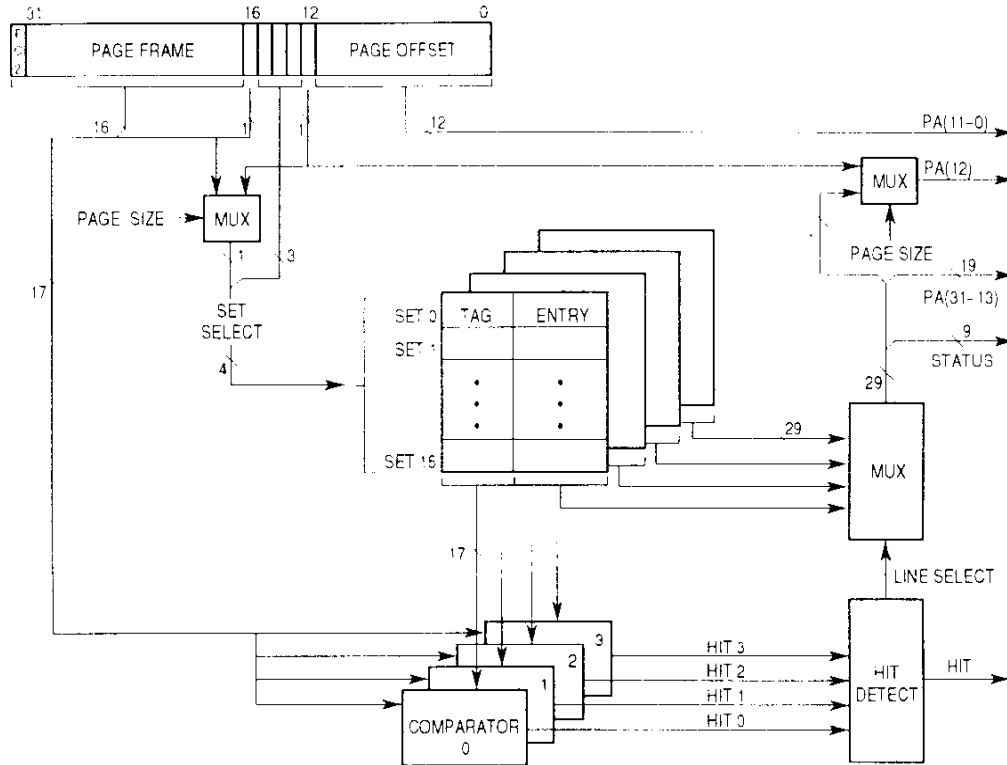 31 16 12 0
F
C
2
PAGE FRAME
PAGE OFFSET
16 1 3 1 12
PA(11-0)
MUX
PA(12)
PAGE SIZE
MUX
PAGE SIZE
1 3
19
PA(31-13)
17
SET
SELECT
4
SET 0 TAG ENTRY
SET 1
SET 15
9
STATUS
29
29
MUX
17
LINE SELECT
3
2
1
COMPARATOR
0
HIT 3
HIT 2
HIT 1
HIT 0
HIT
DETECT
HIT